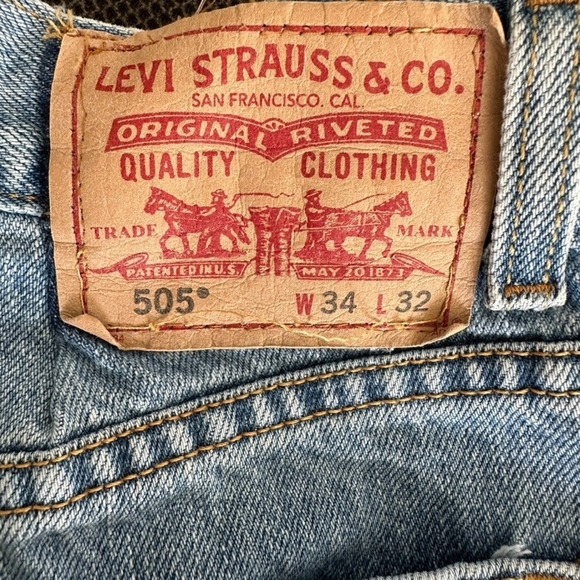 LEVI STRAUSS & CO.
SAN FRANCISCO. CAL.
ORIGINAL RIVETED
QUALITY CLOTHING
TRADE MARK
PATENTED IN U.S. MAY 20 1873
505® W 34 L 32